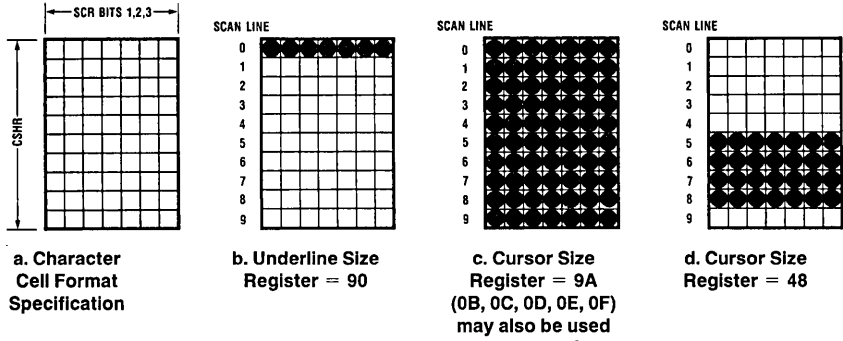 SCR BITS 1,2,3
CSHR
a. Character
Cell Format
Specification
SCAN LINE
0
1
2
3
4
5
6
7
8
9
b. Underline Size
Register = 90
SCAN LINE
0
1
2
3
4
5
6
7
8
9
c. Cursor Size
Register = 9A
(0B, 0C, 0D, 0E, 0F)
may also be used
SCAN LINE
0
1
2
3
4
5
6
7
8
9
d. Cursor Size
Register = 48